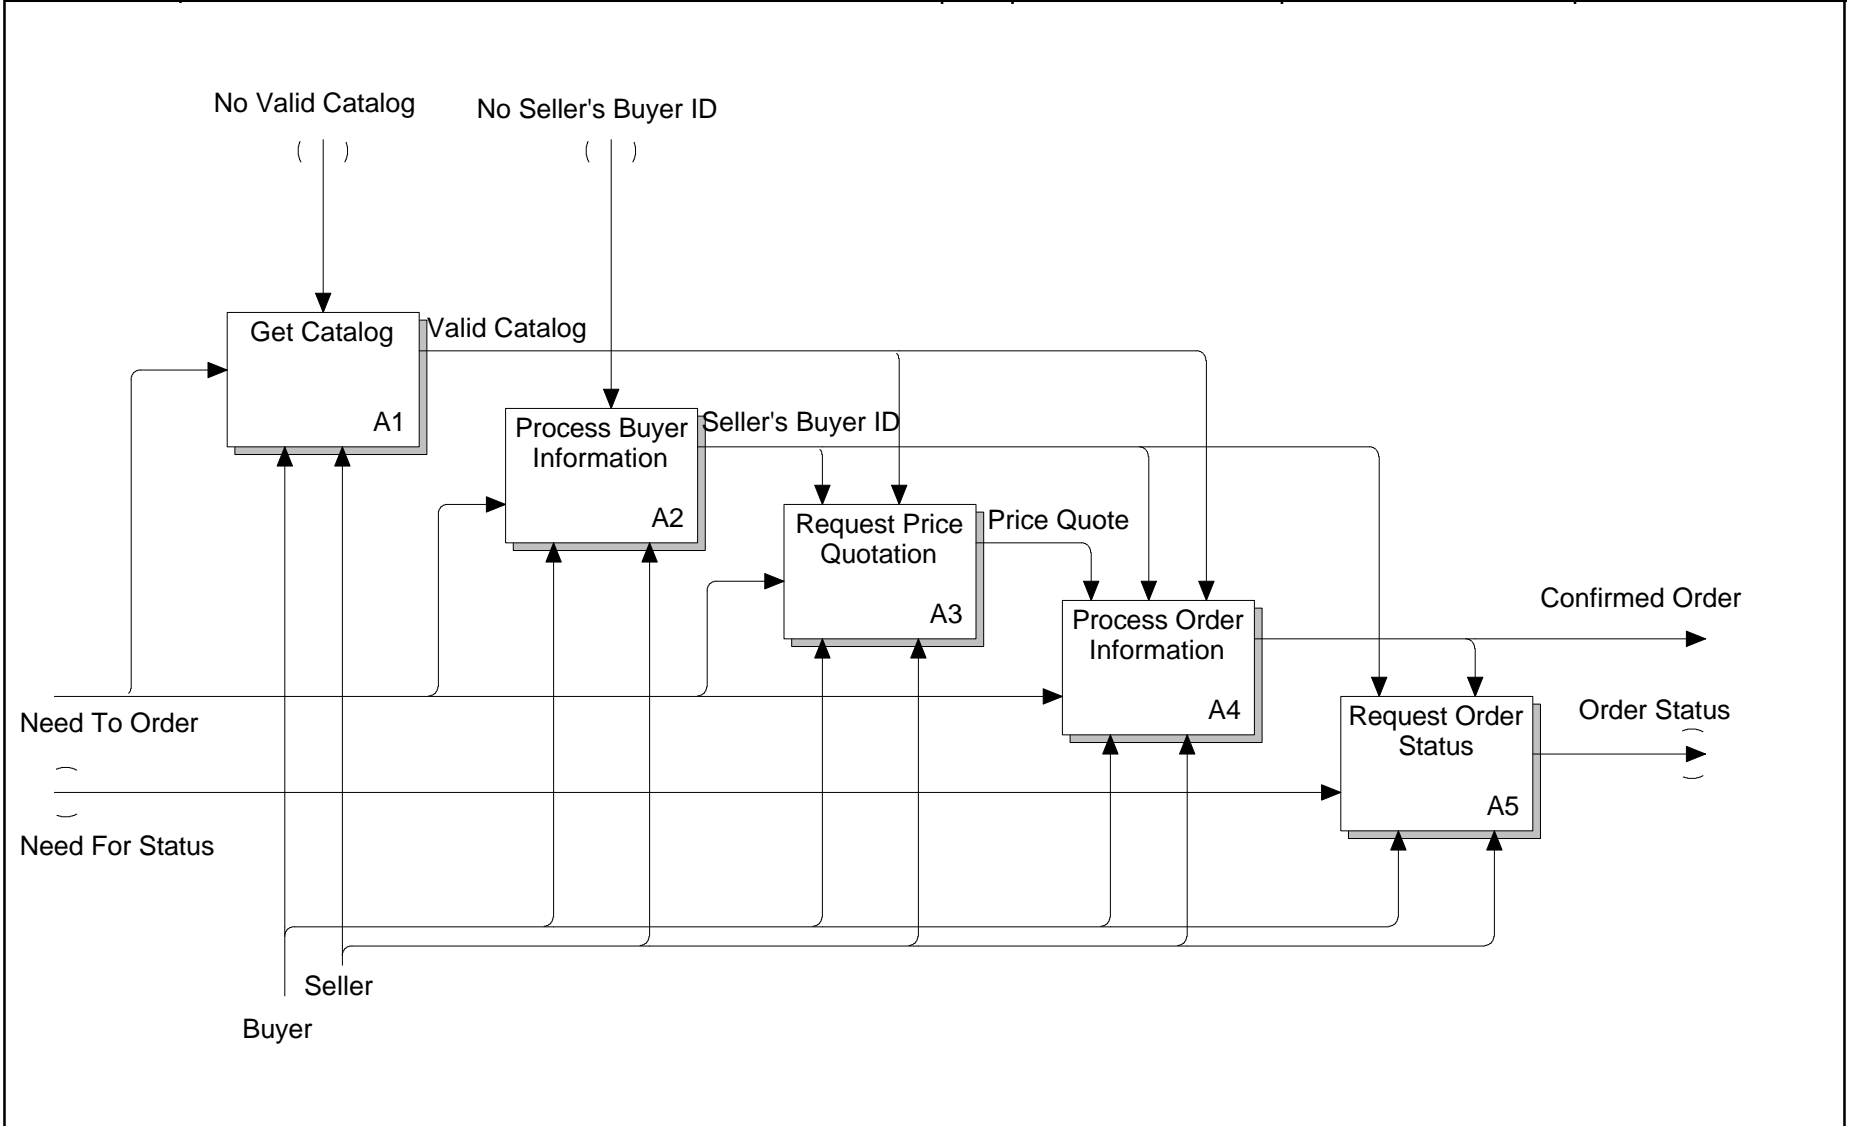 No Valid Catalog
No Seller's Buyer ID
Get Catalog
A1
Valid Catalog
Process Buyer
Information
A2
Seller's Buyer ID
Request Price
Quotation
A3
Price Quote
Process Order
Information
A4
Confirmed Order
Request Order
Status
A5
Order Status
Need To Order
Need For Status
Seller
Buyer